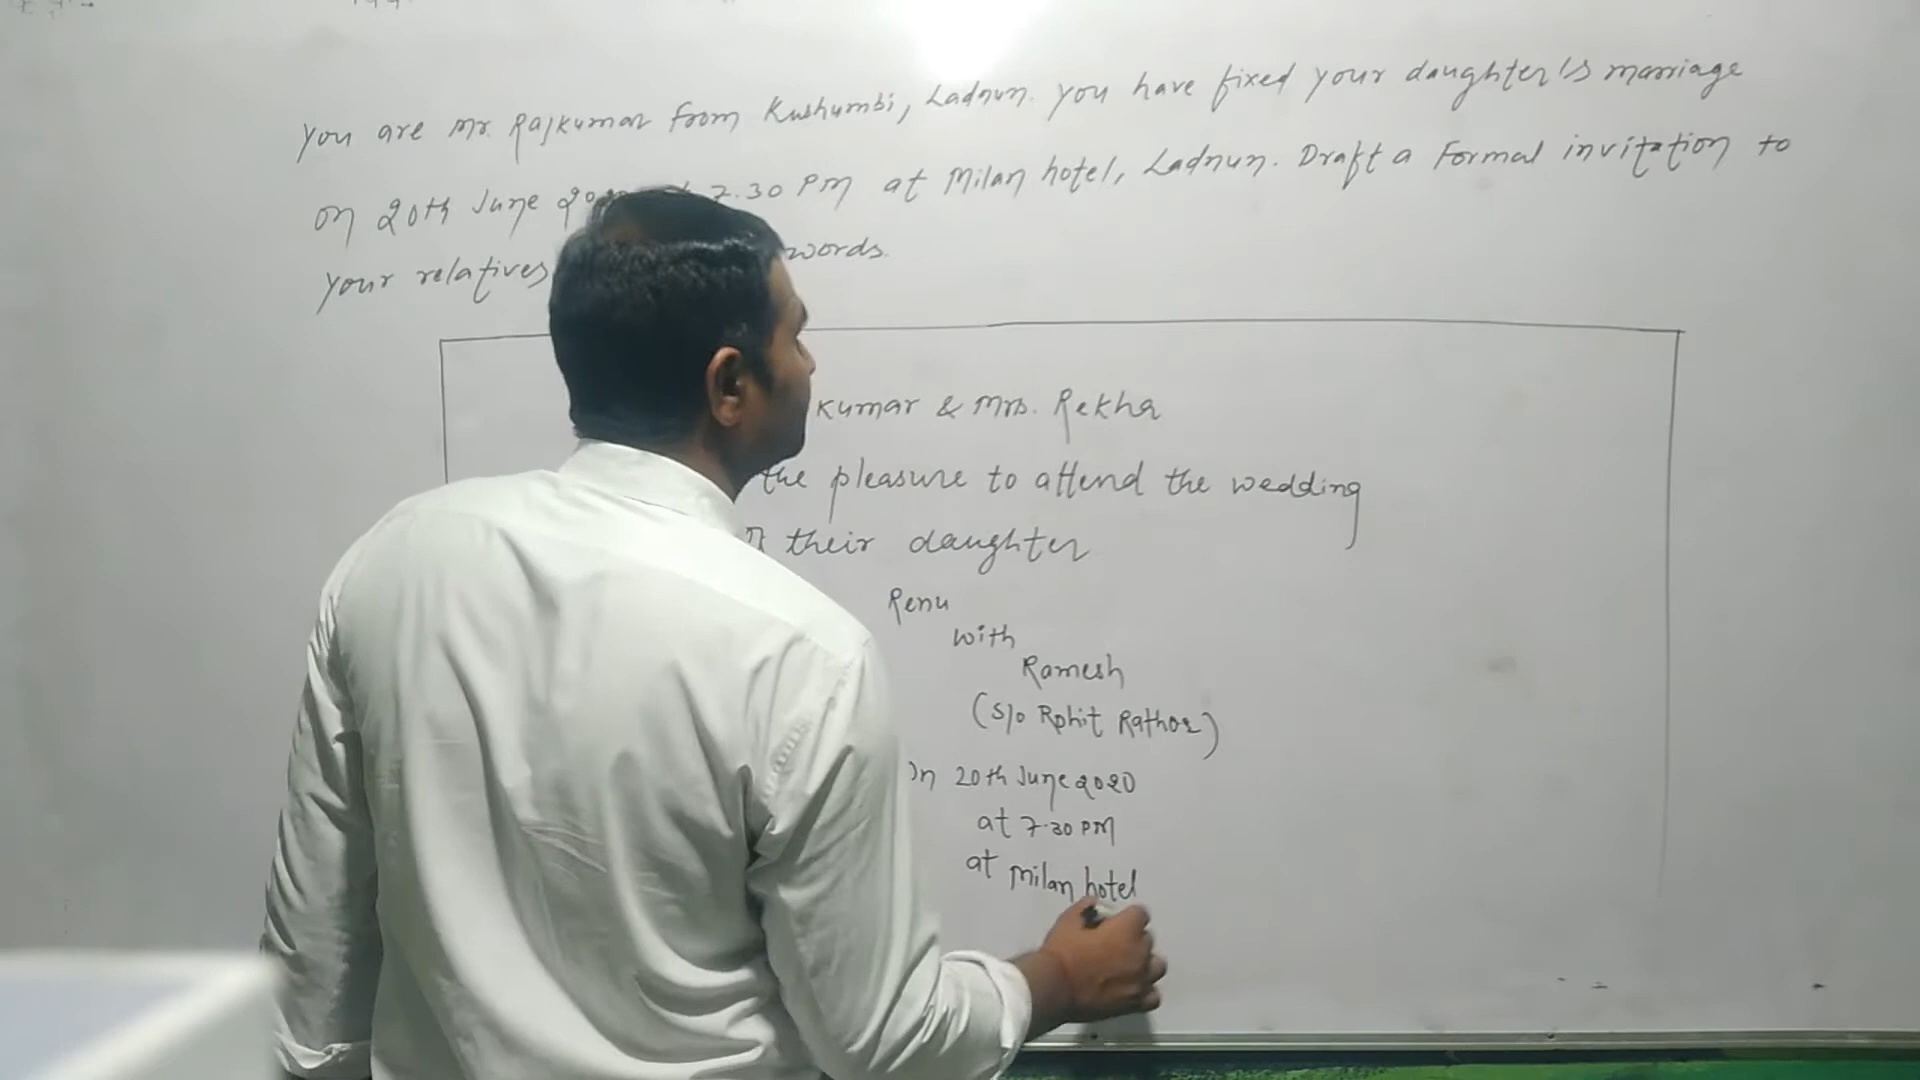 You are Mr. Rajkumar from Kushumbi, Ladnun. you have fixed your daughter's marriage
on 20th June 7.30 PM at Milan hotel, Ladnun. Draft a formal invitation to
your relatives words.
kumar & Mrs. Rekha
the pleasure to attend the wedding
their daughter
Renu
with
Ramesh
(S/o Rohit Rathor)
20th June 2020
at 7.30 PM
at Milan hotel